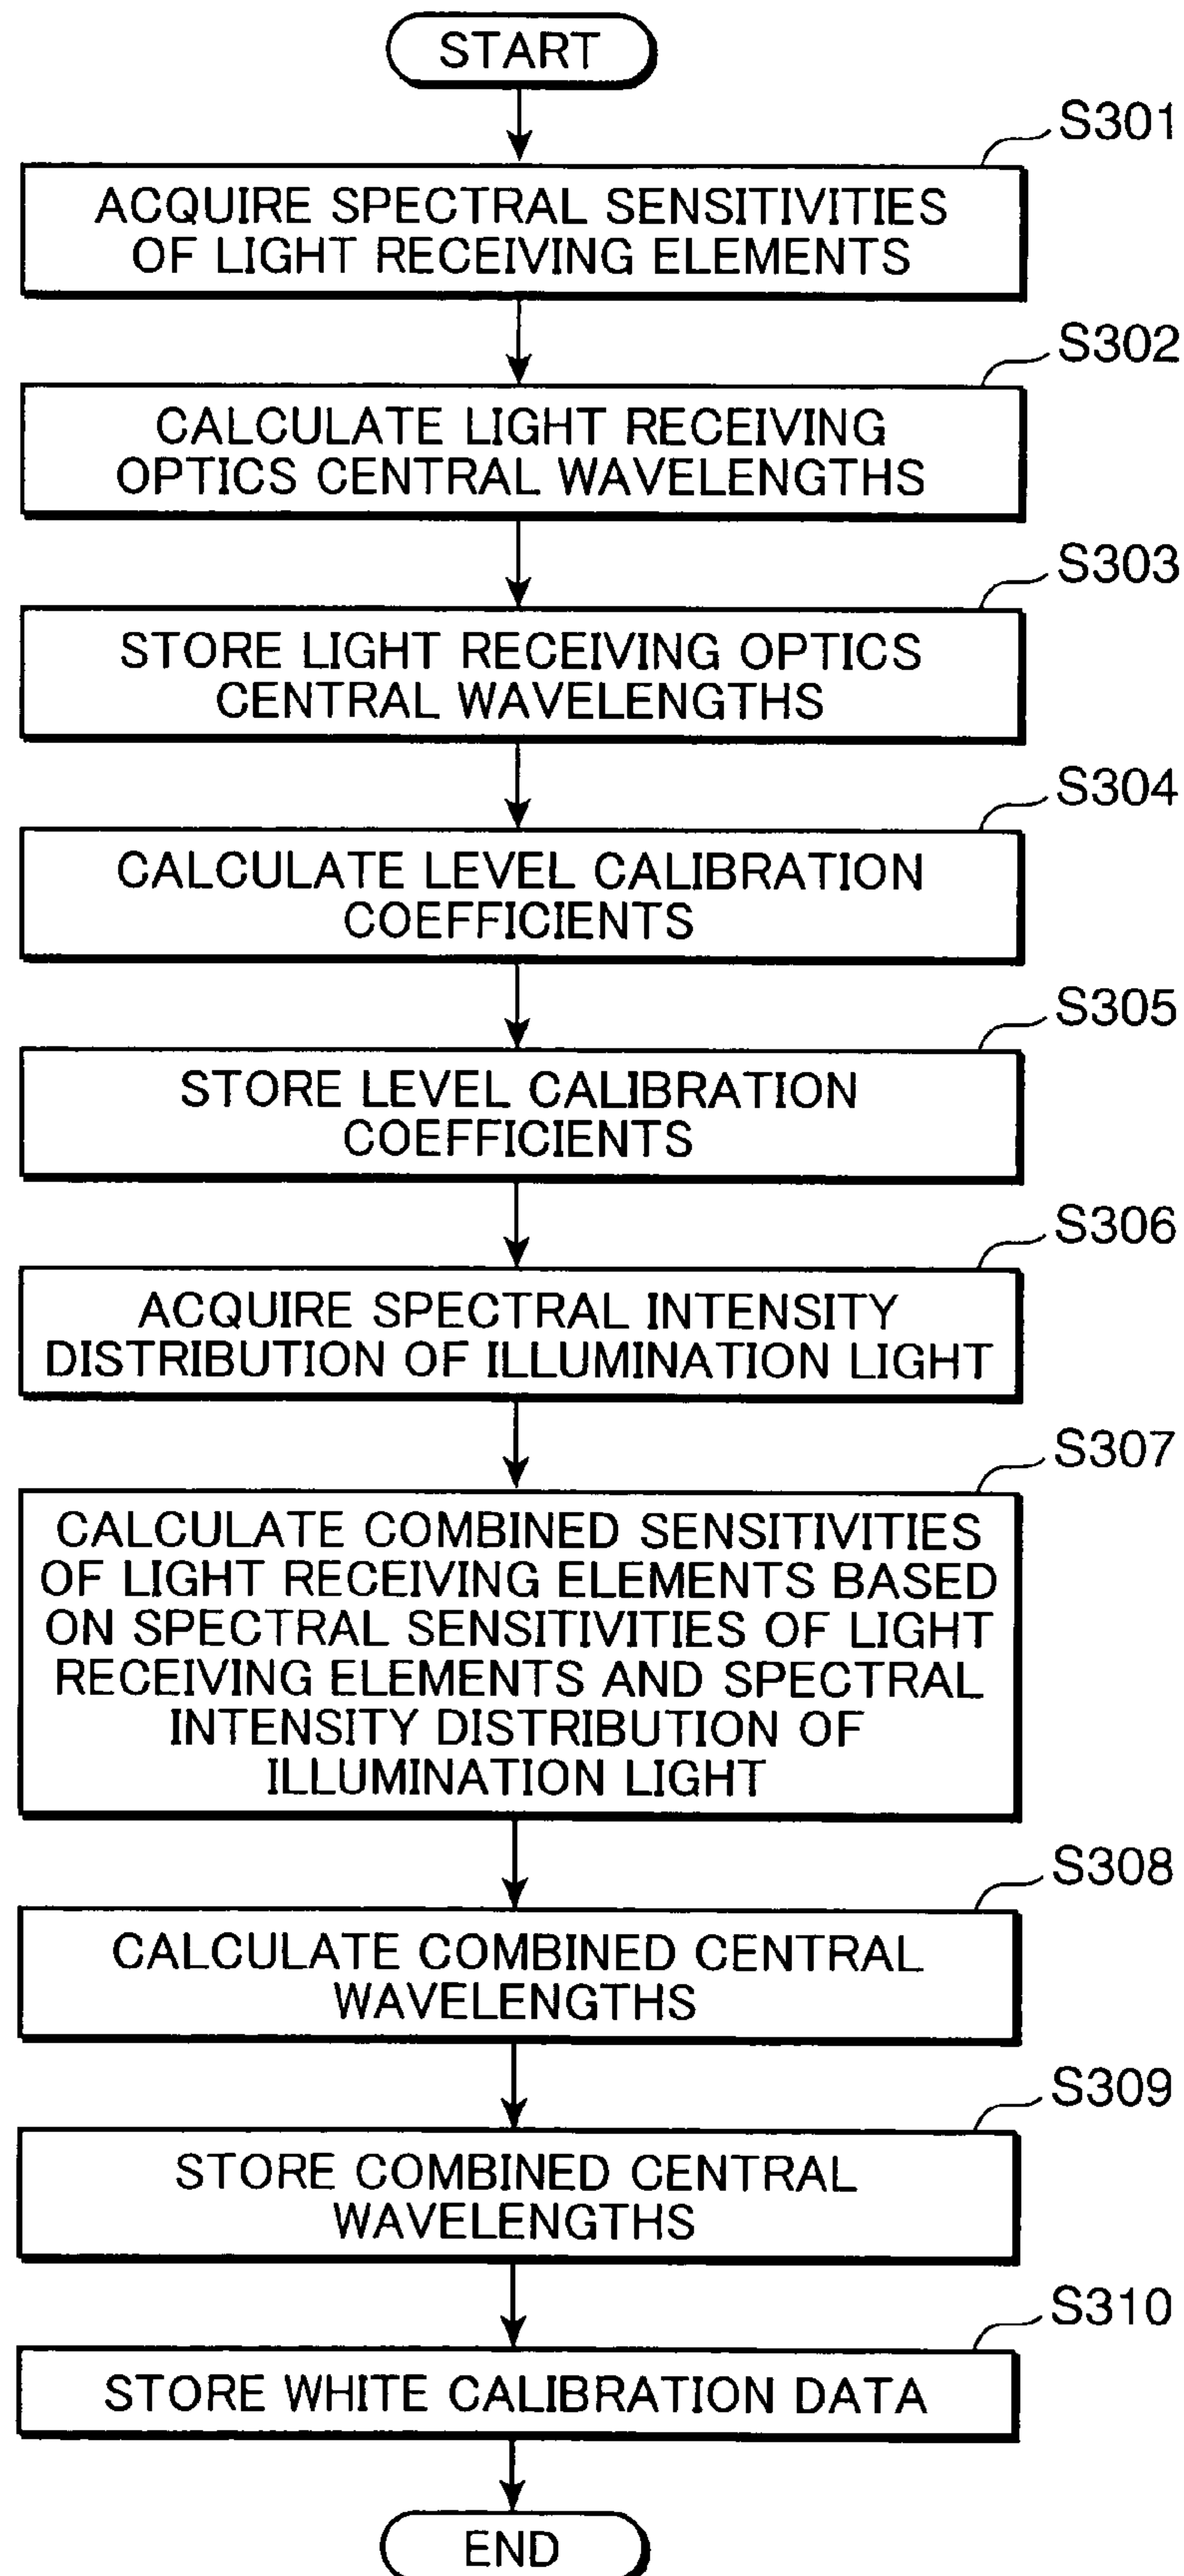 START
S301
ACQUIRE SPECTRAL SENSITIVITIES
OF LIGHT RECEIVING ELEMENTS
S302
CALCULATE LIGHT RECEIVING
OPTICS CENTRAL WAVELENGTHS
S303
STORE LIGHT RECEIVING OPTICS
CENTRAL WAVELENGTHS
S304
CALCULATE LEVEL CALIBRATION
COEFFICIENTS
S305
STORE LEVEL CALIBRATION
COEFFICIENTS
S306
ACQUIRE SPECTRAL INTENSITY
DISTRIBUTION OF ILLUMINATION LIGHT
S307
CALCULATE COMBINED SENSITIVITIES
OF LIGHT RECEIVING ELEMENTS BASED
ON SPECTRAL SENSITIVITIES OF LIGHT
RECEIVING ELEMENTS AND SPECTRAL
INTENSITY DISTRIBUTION OF
ILLUMINATION LIGHT
S308
CALCULATE COMBINED CENTRAL
WAVELENGTHS
S309
STORE COMBINED CENTRAL
WAVELENGTHS
S310
STORE WHITE CALIBRATION DATA
END